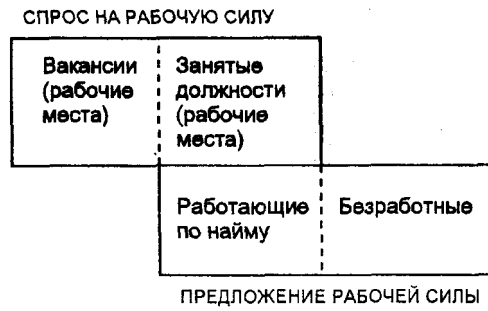 СПРОС НА РАБОЧУЮ СИЛУ
Вакансии
(рабочие
места)
Занятые
должности
(рабочие
места)
Работающие
по найму
Безработные
ПРЕДЛОЖЕНИЕ РАБОЧЕЙ СИЛЫ